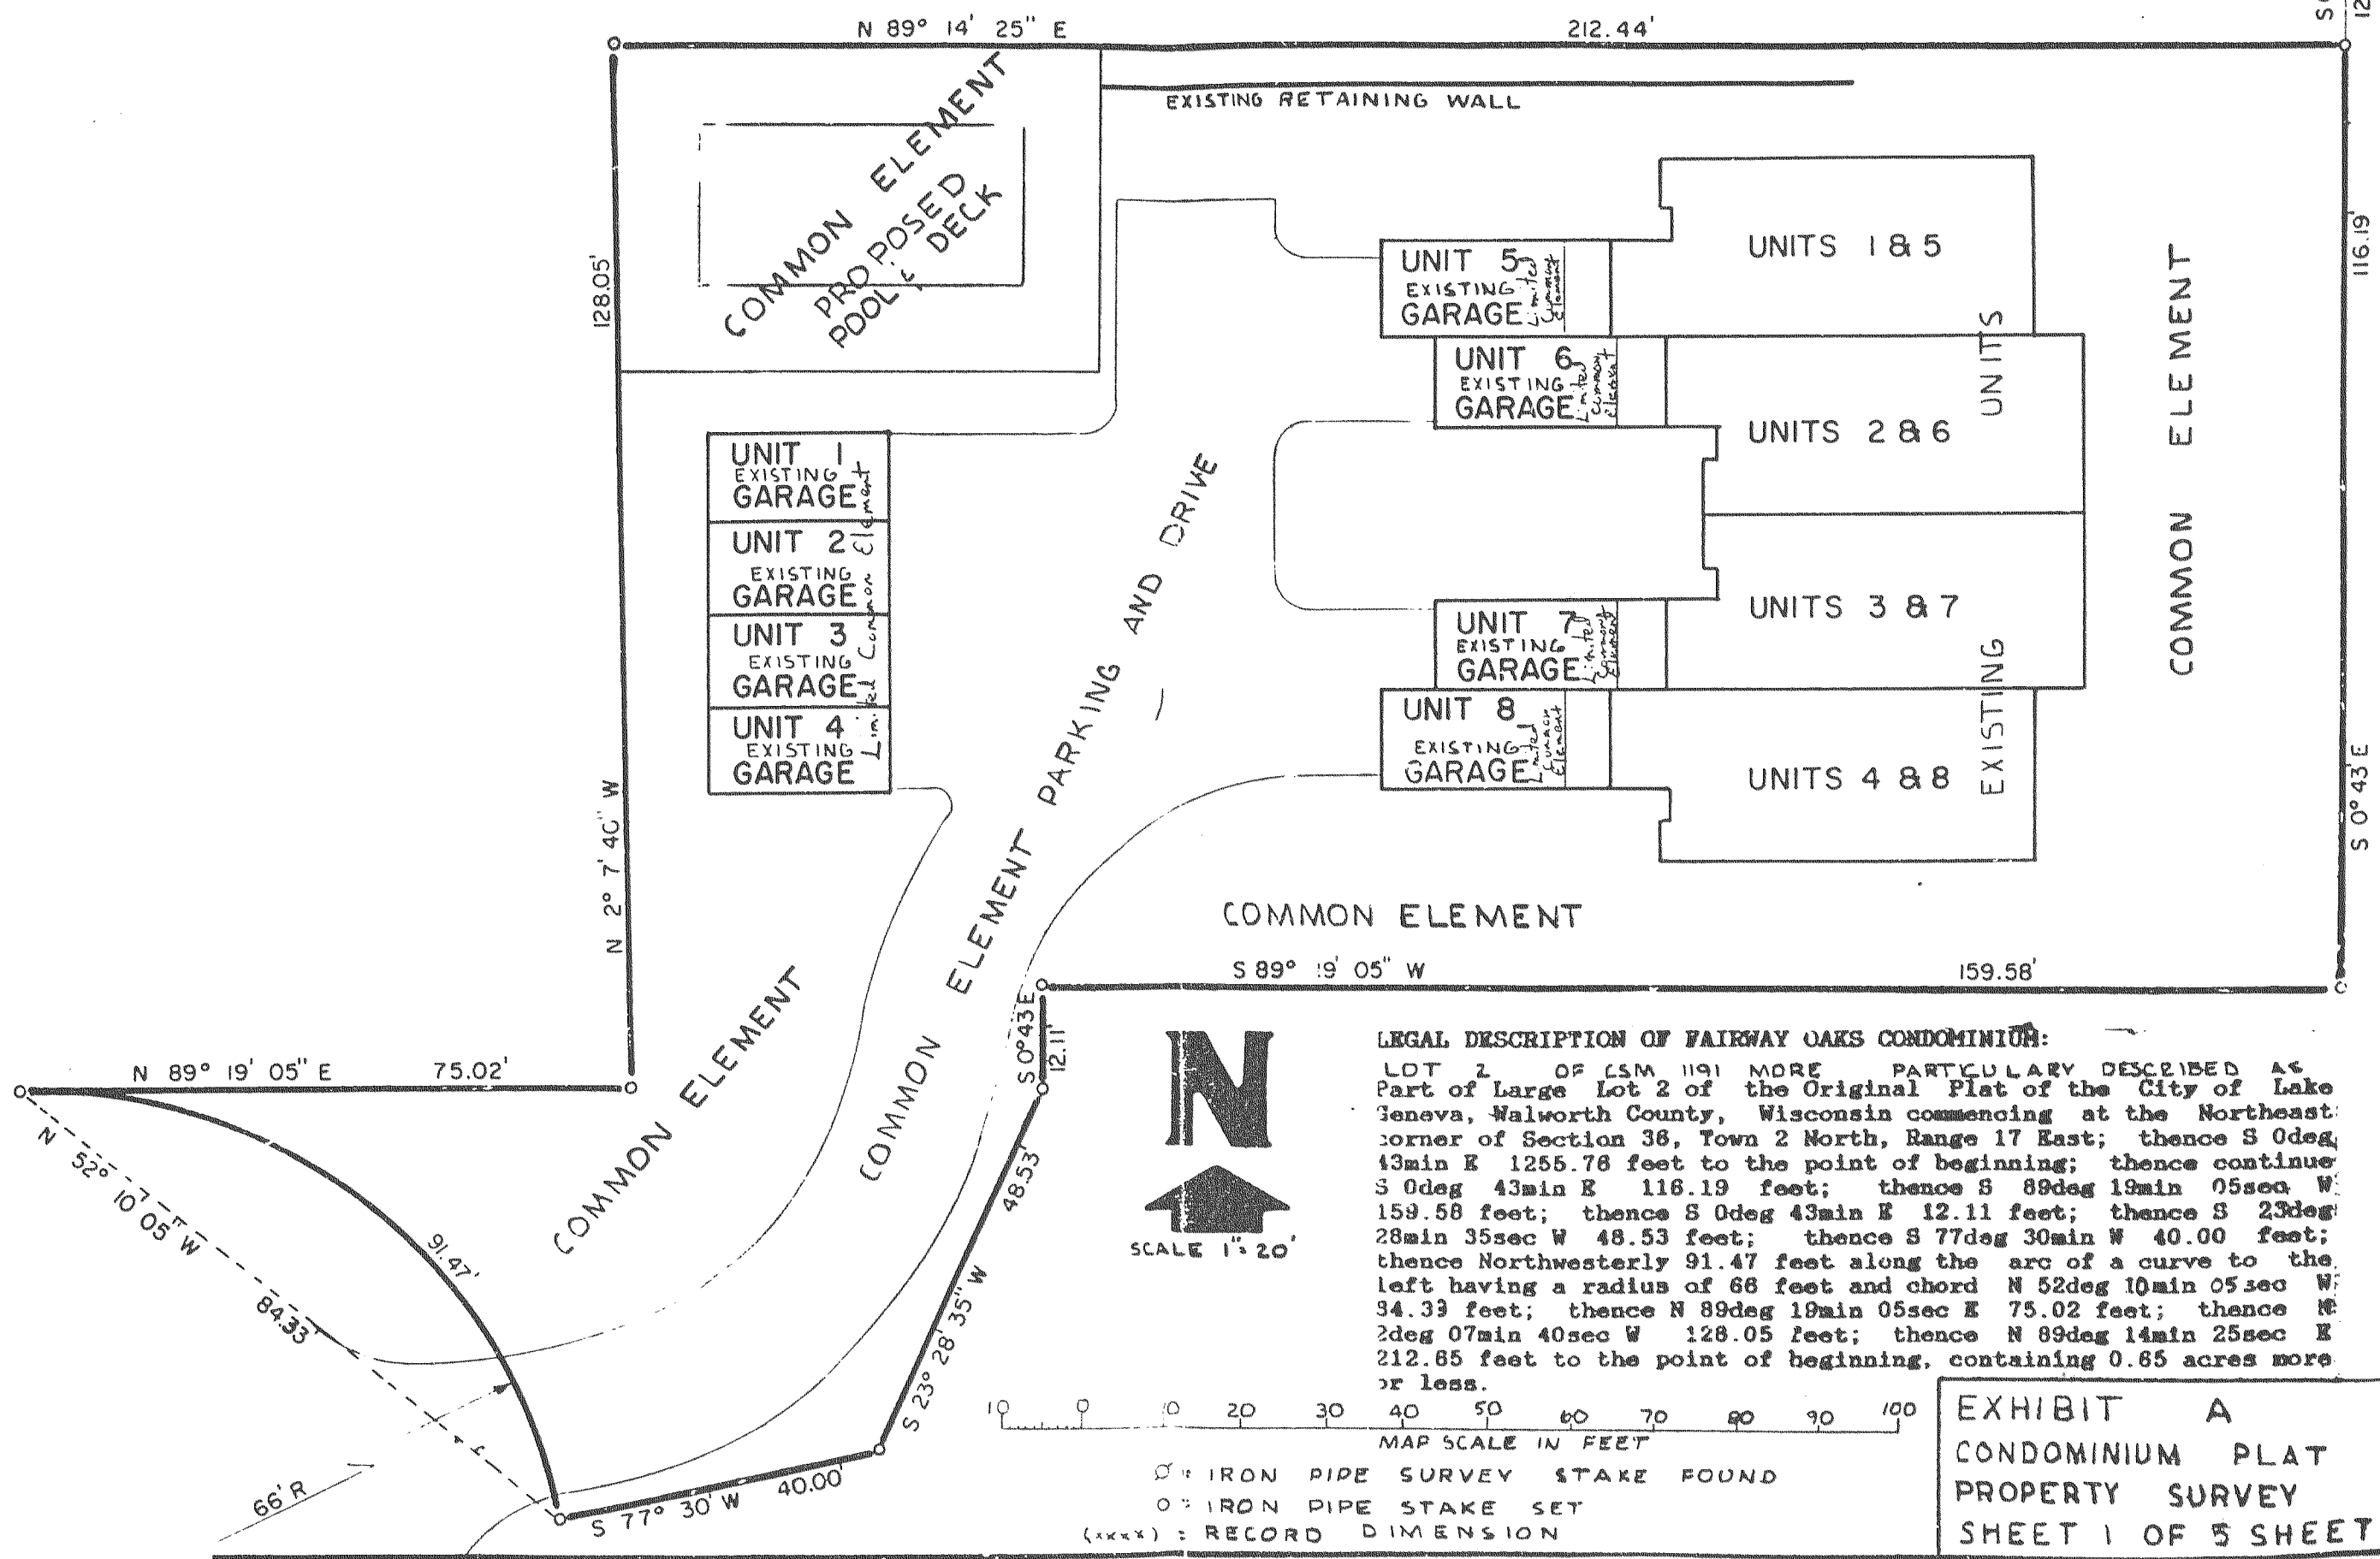 N 89° 14' 25" E
212.44'
EXISTING RETAINING WALL
COMMON ELEMENT
PROPOSED
POOL & DECK
128.05'
N 2° 7' 40" W
116.19'
S 0° 43' E
UNIT 5
EXISTING
GARAGE
Limited
Common
Element
UNIT 6
EXISTING
GARAGE
Limited
Common
Element
UNITS 1 & 5
UNITS 2 & 6
UNITS 3 & 7
UNITS 4 & 8
EXISTING UNITS
COMMON ELEMENT
UNIT 1
EXISTING
GARAGE
UNIT 2
EXISTING
GARAGE
UNIT 3
EXISTING
GARAGE
UNIT 4
EXISTING
GARAGE
Limited Common Element
UNIT 7
EXISTING
GARAGE
Limited
Common
Element
UNIT 8
EXISTING
GARAGE
Limited
Common
Element
COMMON ELEMENT PARKING AND DRIVE
COMMON ELEMENT
S 89° 19' 05" W
159.58'
S 0° 43' E
12.11'
N 89° 19' 05" E
75.02'
COMMON ELEMENT
N 52° 10' 05" W
84.33'
91.47'
66' R
48.53'
S 23° 28' 35" W
S 77° 30' W
40.00'
N
SCALE 1" = 20'
LEGAL DESCRIPTION OF FAIRWAY OAKS CONDOMINIUM:
LOT 2 OF CSM 1191 MORE PARTICULARY DESCRIBED AS
Part of Large Lot 2 of the Original Plat of the City of Lake
Geneva, Walworth County, Wisconsin commencing at the Northeast
corner of Section 36, Town 2 North, Range 17 East; thence S 0deg
43min E 1255.76 feet to the point of beginning; thence continue
S 0deg 43min E 116.19 feet; thence S 89deg 19min 05sec W
159.58 feet; thence S 0deg 43min E 12.11 feet; thence S 23deg
28min 35sec W 48.53 feet; thence S 77deg 30min W 40.00 feet;
thence Northwesterly 91.47 feet along the arc of a curve to the
left having a radius of 66 feet and chord N 52deg 10min 05sec W
84.33 feet; thence N 89deg 19min 05sec E 75.02 feet; thence N
2deg 07min 40sec W 128.05 feet; thence N 89deg 14min 25sec E
212.65 feet to the point of beginning, containing 0.65 acres more
or less.
10 0 10 20 30 40 50 60 70 80 90 100
MAP SCALE IN FEET
Ø = IRON PIPE SURVEY STAKE FOUND
O = IRON PIPE STAKE SET
(xxxx) = RECORD DIMENSION
EXHIBIT A
CONDOMINIUM PLAT
PROPERTY SURVEY
SHEET 1 OF 5 SHEET